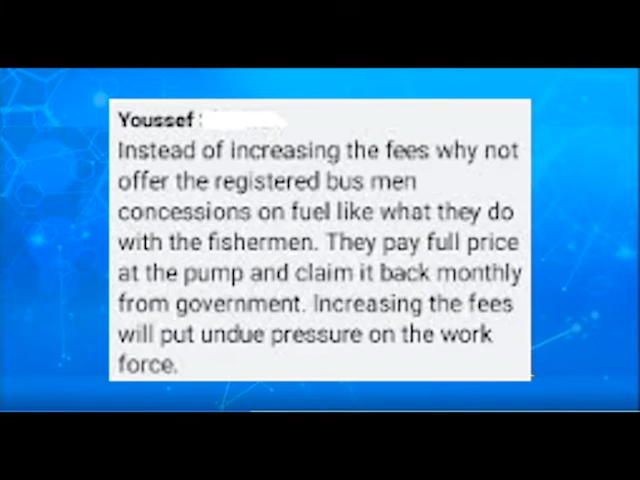 Youssef:
Instead of increasing the fees why not
offer the registered bus men
concessions on fuel like what they do
with the fishermen. They pay full price
at the pump and claim it back monthly
from government. Increasing the fees
will put undue pressure on the work
force.